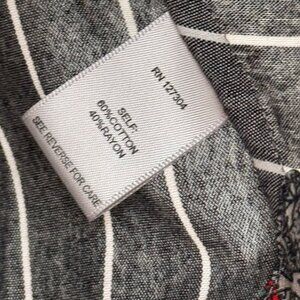 RN 127304
SELF:
60%COTTON
40%RAYON
SEE REVERSE FOR CARE